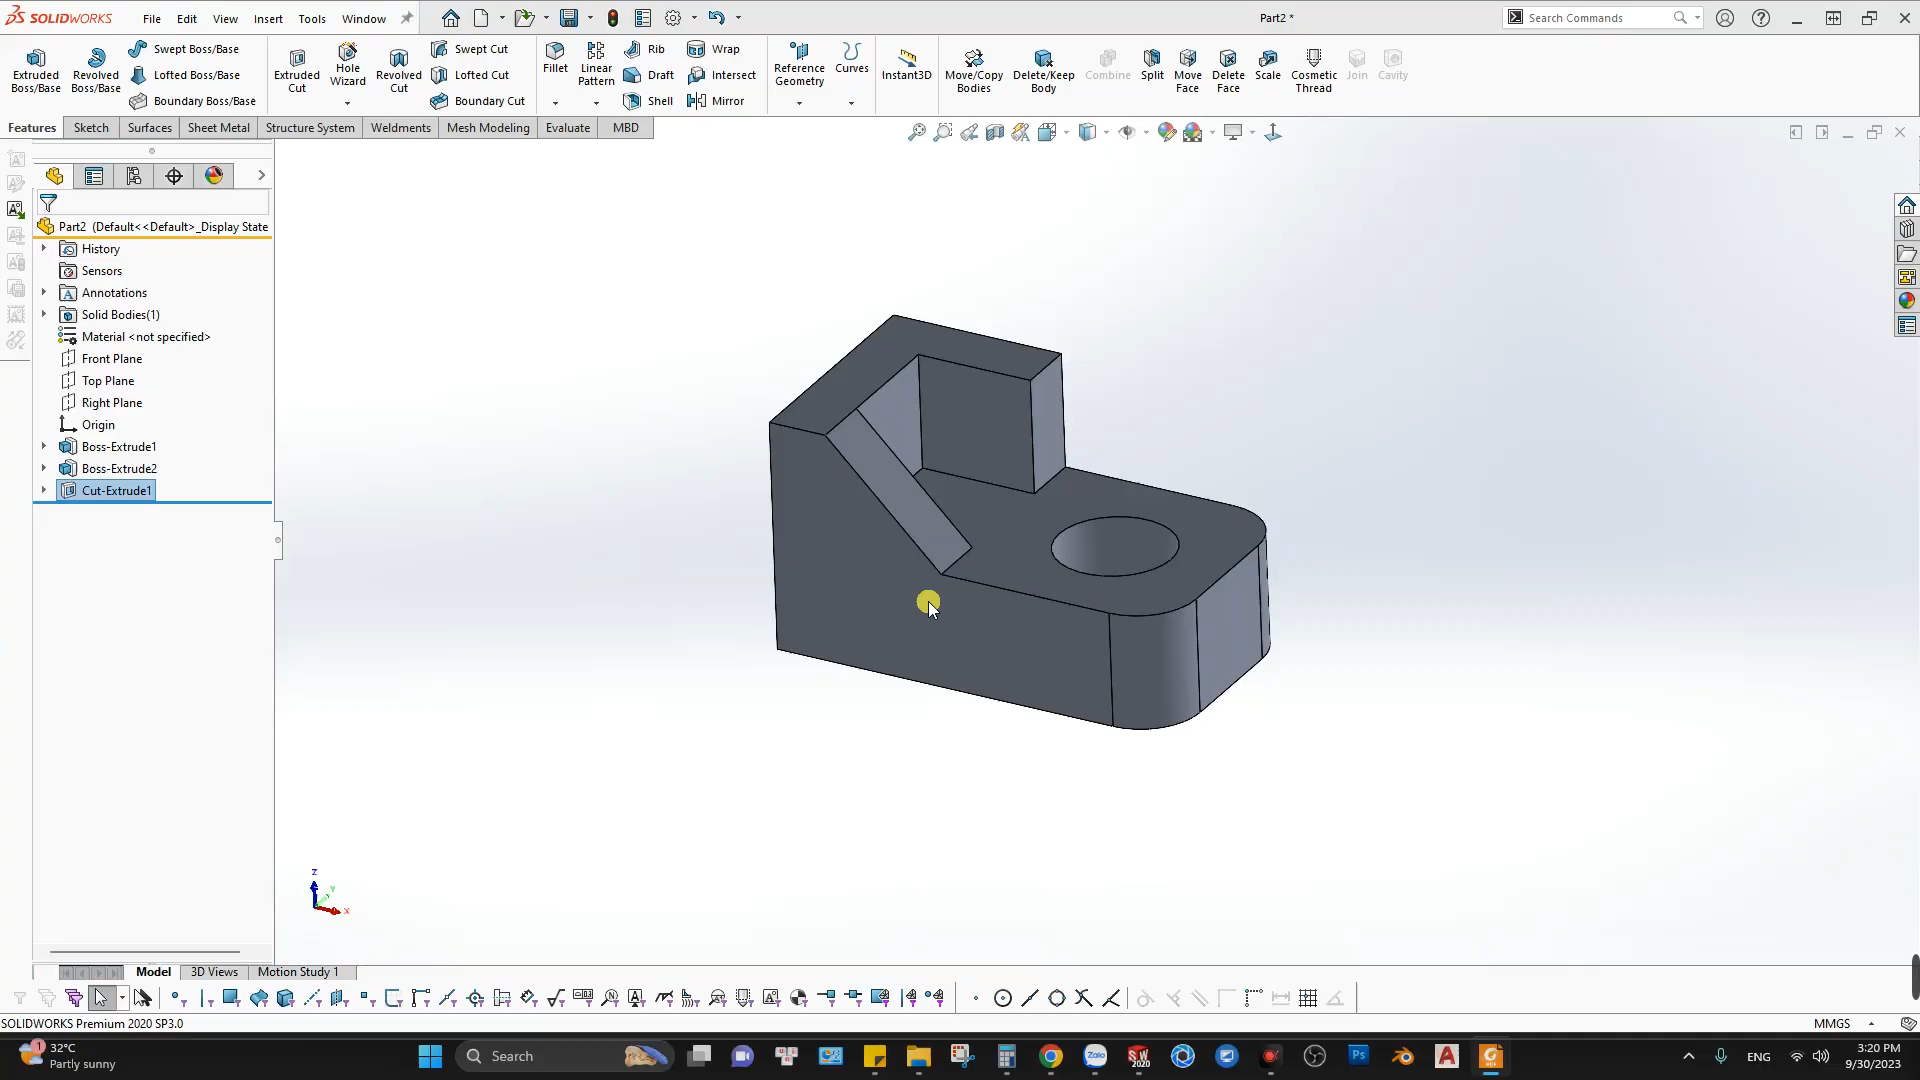 SOLIDWORKS
File
Edit
View
Insert
Tools
Window
Part2 *
Search Commands
Extruded Boss/Base
Revolved Boss/Base
Swept Boss/Base
Lofted Boss/Base
Boundary Boss/Base
Extruded Cut
Hole Wizard
Revolved Cut
Swept Cut
Lofted Cut
Boundary Cut
Fillet
Linear Pattern
Rib
Draft
Shell
Wrap
Intersect
Mirror
Reference Geometry
Curves
Instant3D
Move/Copy Bodies
Delete/Keep Body
Combine
Split
Move Face
Delete Face
Scale
Cosmetic Thread
Join
Cavity
Features
Sketch
Surfaces
Sheet Metal
Structure System
Weldments
Mesh Modeling
Evaluate
MBD
Part2 (Default<<Default>_Display State
History
Sensors
Annotations
Solid Bodies(1)
Material <not specified>
Front Plane
Top Plane
Right Plane
Origin
Boss-Extrude1
Boss-Extrude2
Cut-Extrude1
Z
Y
X
Model
3D Views
Motion Study 1
SOLIDWORKS Premium 2020 SP3.0
MMGS
1
32°C
Partly sunny
Search
Zalo
SW
2020
Ps
A
PDF
ENG
3:20 PM
9/30/2023